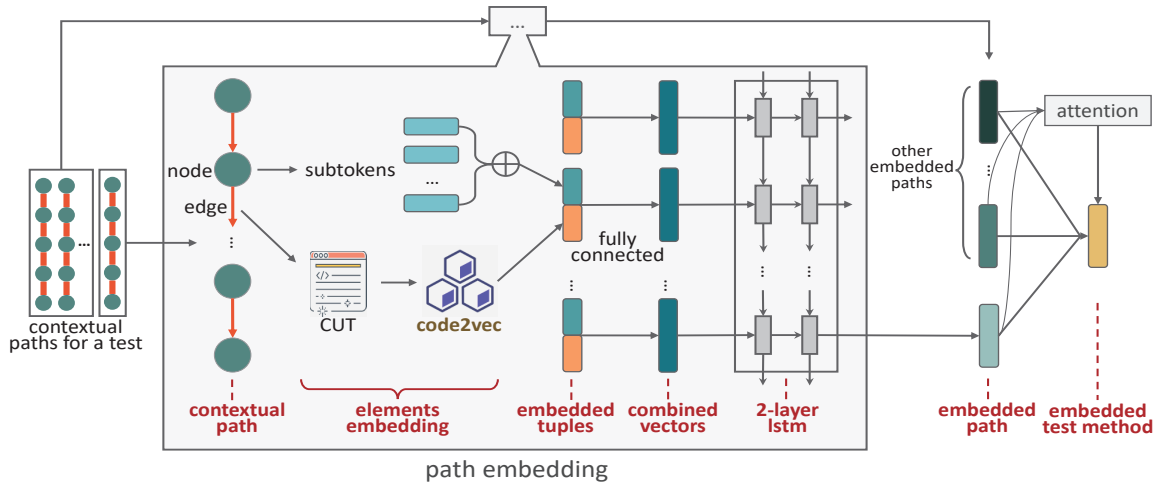 ...
node
edge
subtokens
...
CUT
code2vec
fully
connected
...
contextual
paths for a test
...
...
...
...
...
other
embedded
paths
...
attention
contextual
path
elements
embedding
embedded
tuples
combined
vectors
2-layer
lstm
embedded
path
embedded
test method
path embedding